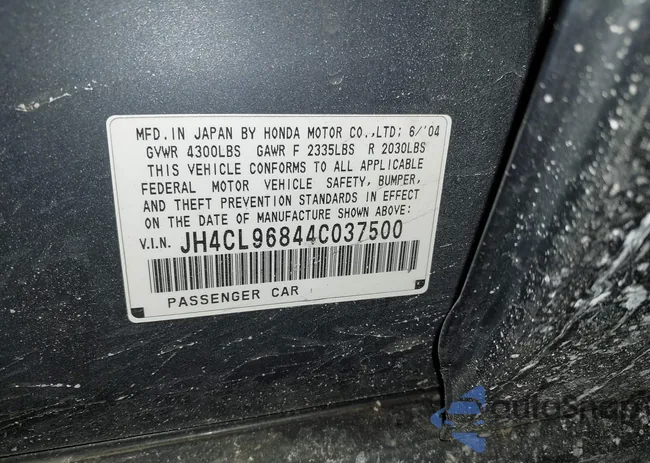 MFD. IN JAPAN BY HONDA MOTOR CO.,LTD; 6/'04
GVWR 4300LBS GAWR F 2335LBS R 2030LBS
THIS VEHICLE CONFORMS TO ALL APPLICABLE
FEDERAL MOTOR VEHICLE SAFETY, BUMPER,
AND THEFT PREVENTION STANDARDS IN EFFECT
ON THE DATE OF MANUFACTURE SHOWN ABOVE:
V.I.N. JH4CL96844C037500
PASSENGER CAR
AutoSnap